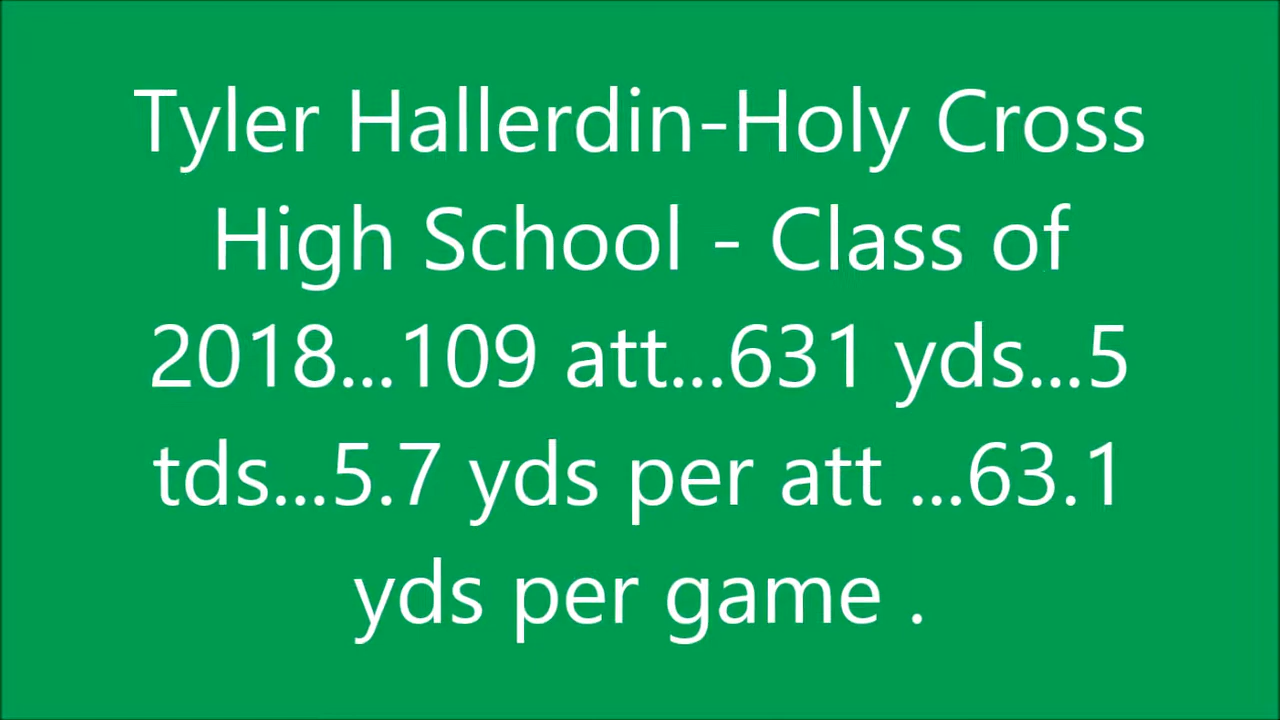 Tyler Hallerdin-Holy Cross
High School - Class of
2018...109 att...631 yds...5
tds...5.7 yds per att ...63.1
yds per game .